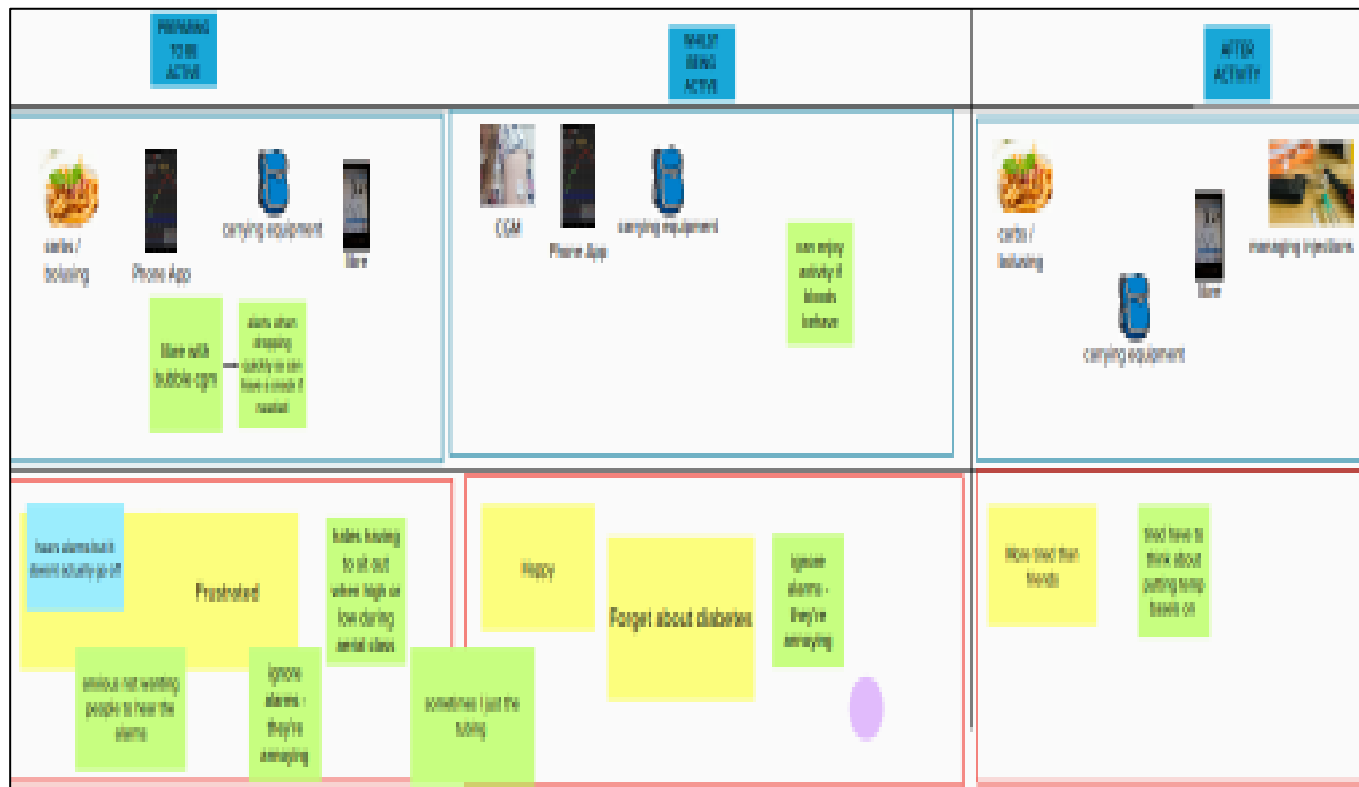 PREPARING
TO BE
ACTIVE
WHILST
BEING
ACTIVE
AFTER
ACTIVITY
carbs /
bolusing
Phone App
carrying equipment
libre
CGM
Phone App
carrying equipment
can enjoy
activity if
bloods
behave
carbs /
bolusing
carrying equipment
libre
managing injections
libre with
bubble cgm
alarms when
dropping
quickly so can
have a snack if
needed
hears alarms but it
doesn't actually go off
Frustrated
hates having
to sit out
when high or
low during
aerial class
anxious not wanting
people to hear the
alarms
ignore
alarms -
they're
annoying
sometimes I just the
tubing
Happy
Forget about diabetes
ignore
alarms -
they're
annoying
More tired than
friends
tired have to
think about
putting temp
basals on